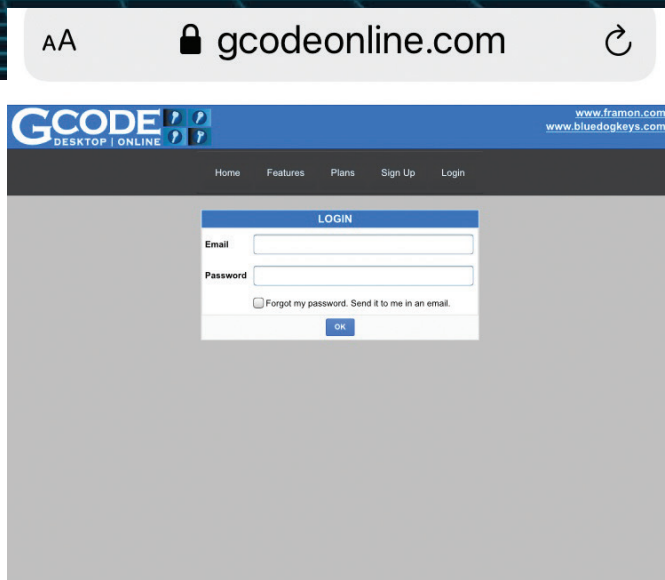 AA
gcodeonline.com
GCODE
DESKTOP | ONLINE
www.framon.com
www.bluedogkeys.com
Home Features Plans Sign Up Login
LOGIN
Email
Password
Forgot my password. Send it to me in an email.
OK